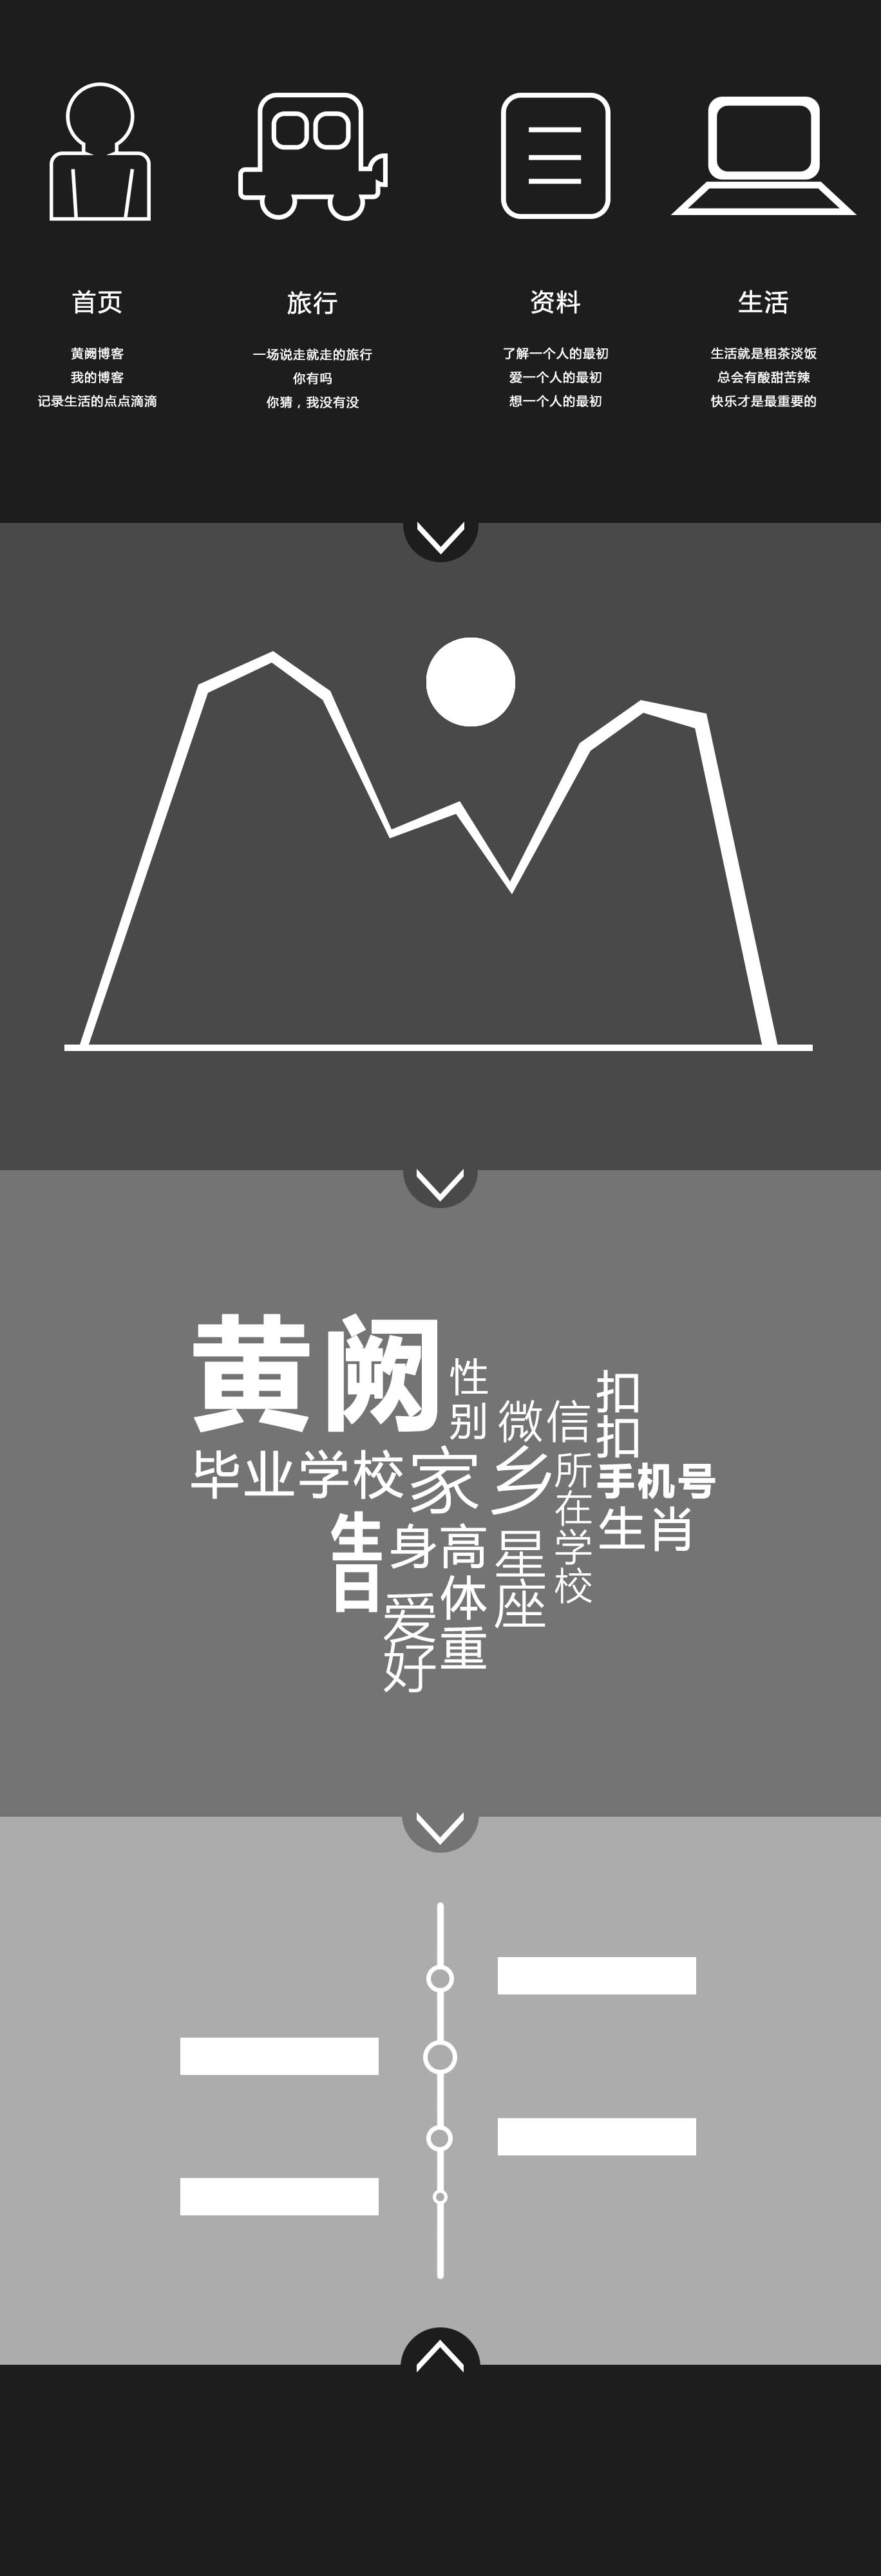 首页
旅行
资料
生活
黄阙博客
我的博客
记录生活的点点滴滴
一场说走就走的旅行
你有吗
你猜，我没有没
了解一个人的最初
爱一个人的最初
想一个人的最初
生活就是粗茶淡饭
总会有酸甜苦辣
快乐才是最重要的
黄阙
性别
微信
扣扣
毕业学校
家乡
所在学校
手机号
生肖
生日
身高
体重
星座
爱好